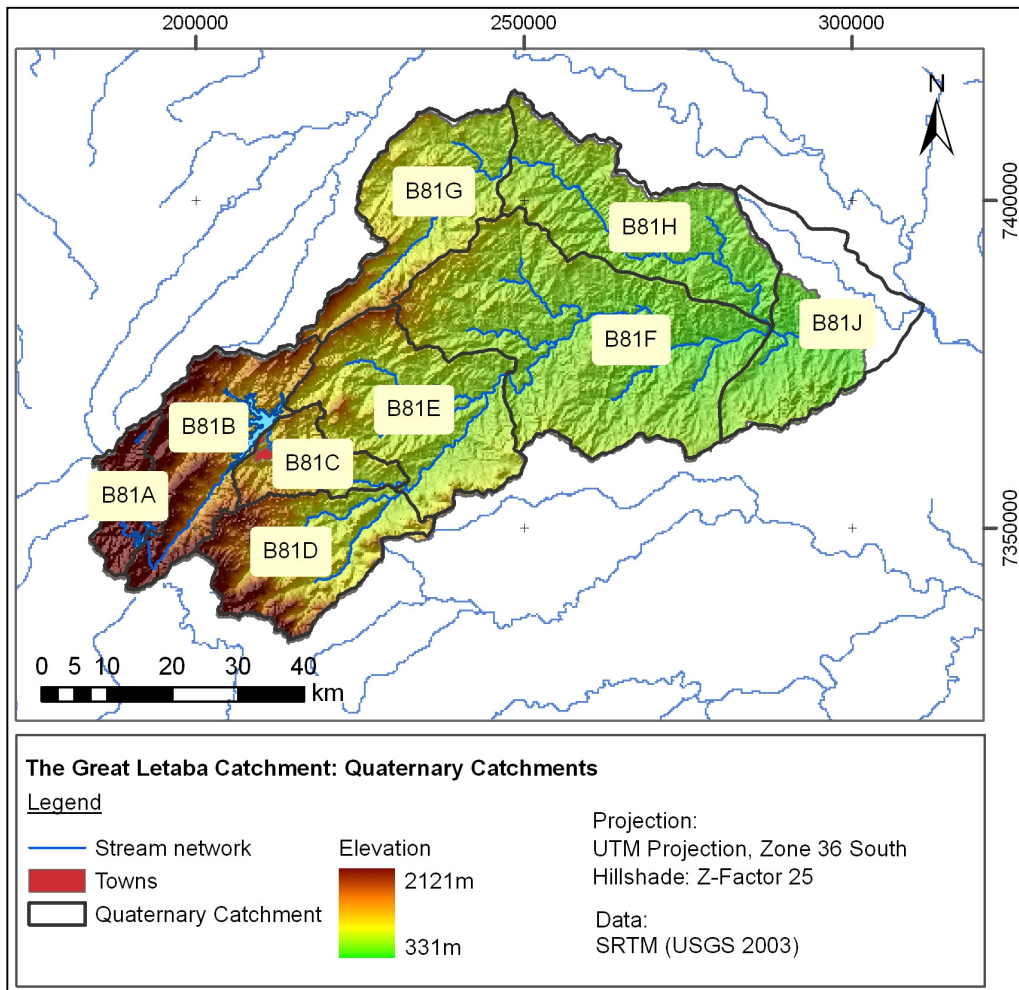 200000 250000 300000
N
7400000
7350000
B81G
B81H
B81J
B81F
B81E
B81B
B81C
B81A
B81D
0 5 10 20 30 40
km
The Great Letaba Catchment: Quaternary Catchments
Legend
Stream network
Towns
Quaternary Catchment
Elevation
2121m
331m
Projection:
UTM Projection, Zone 36 South
Hillshade: Z-Factor 25
Data:
SRTM (USGS 2003)